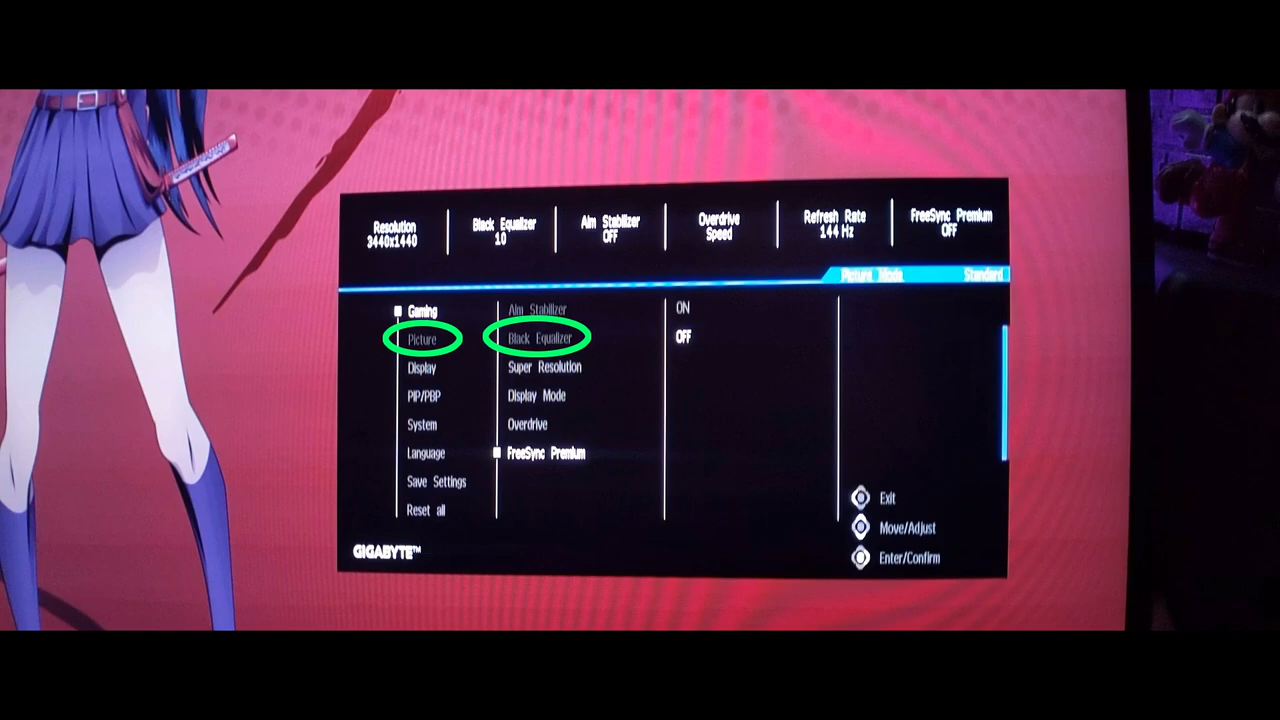 Resolution
3440x1440
Black Equalizer
10
Aim Stabilizer
OFF
Overdrive
Speed
Refresh Rate
144 Hz
FreeSync Premium
OFF
Picture Mode
Standard
Gaming
Picture
Display
PIP/PBP
System
Language
Save Settings
Reset all
Aim Stabilizer
Black Equalizer
Super Resolution
Display Mode
Overdrive
FreeSync Premium
ON
OFF
Exit
Move/Adjust
Enter/Confirm
GIGABYTE™